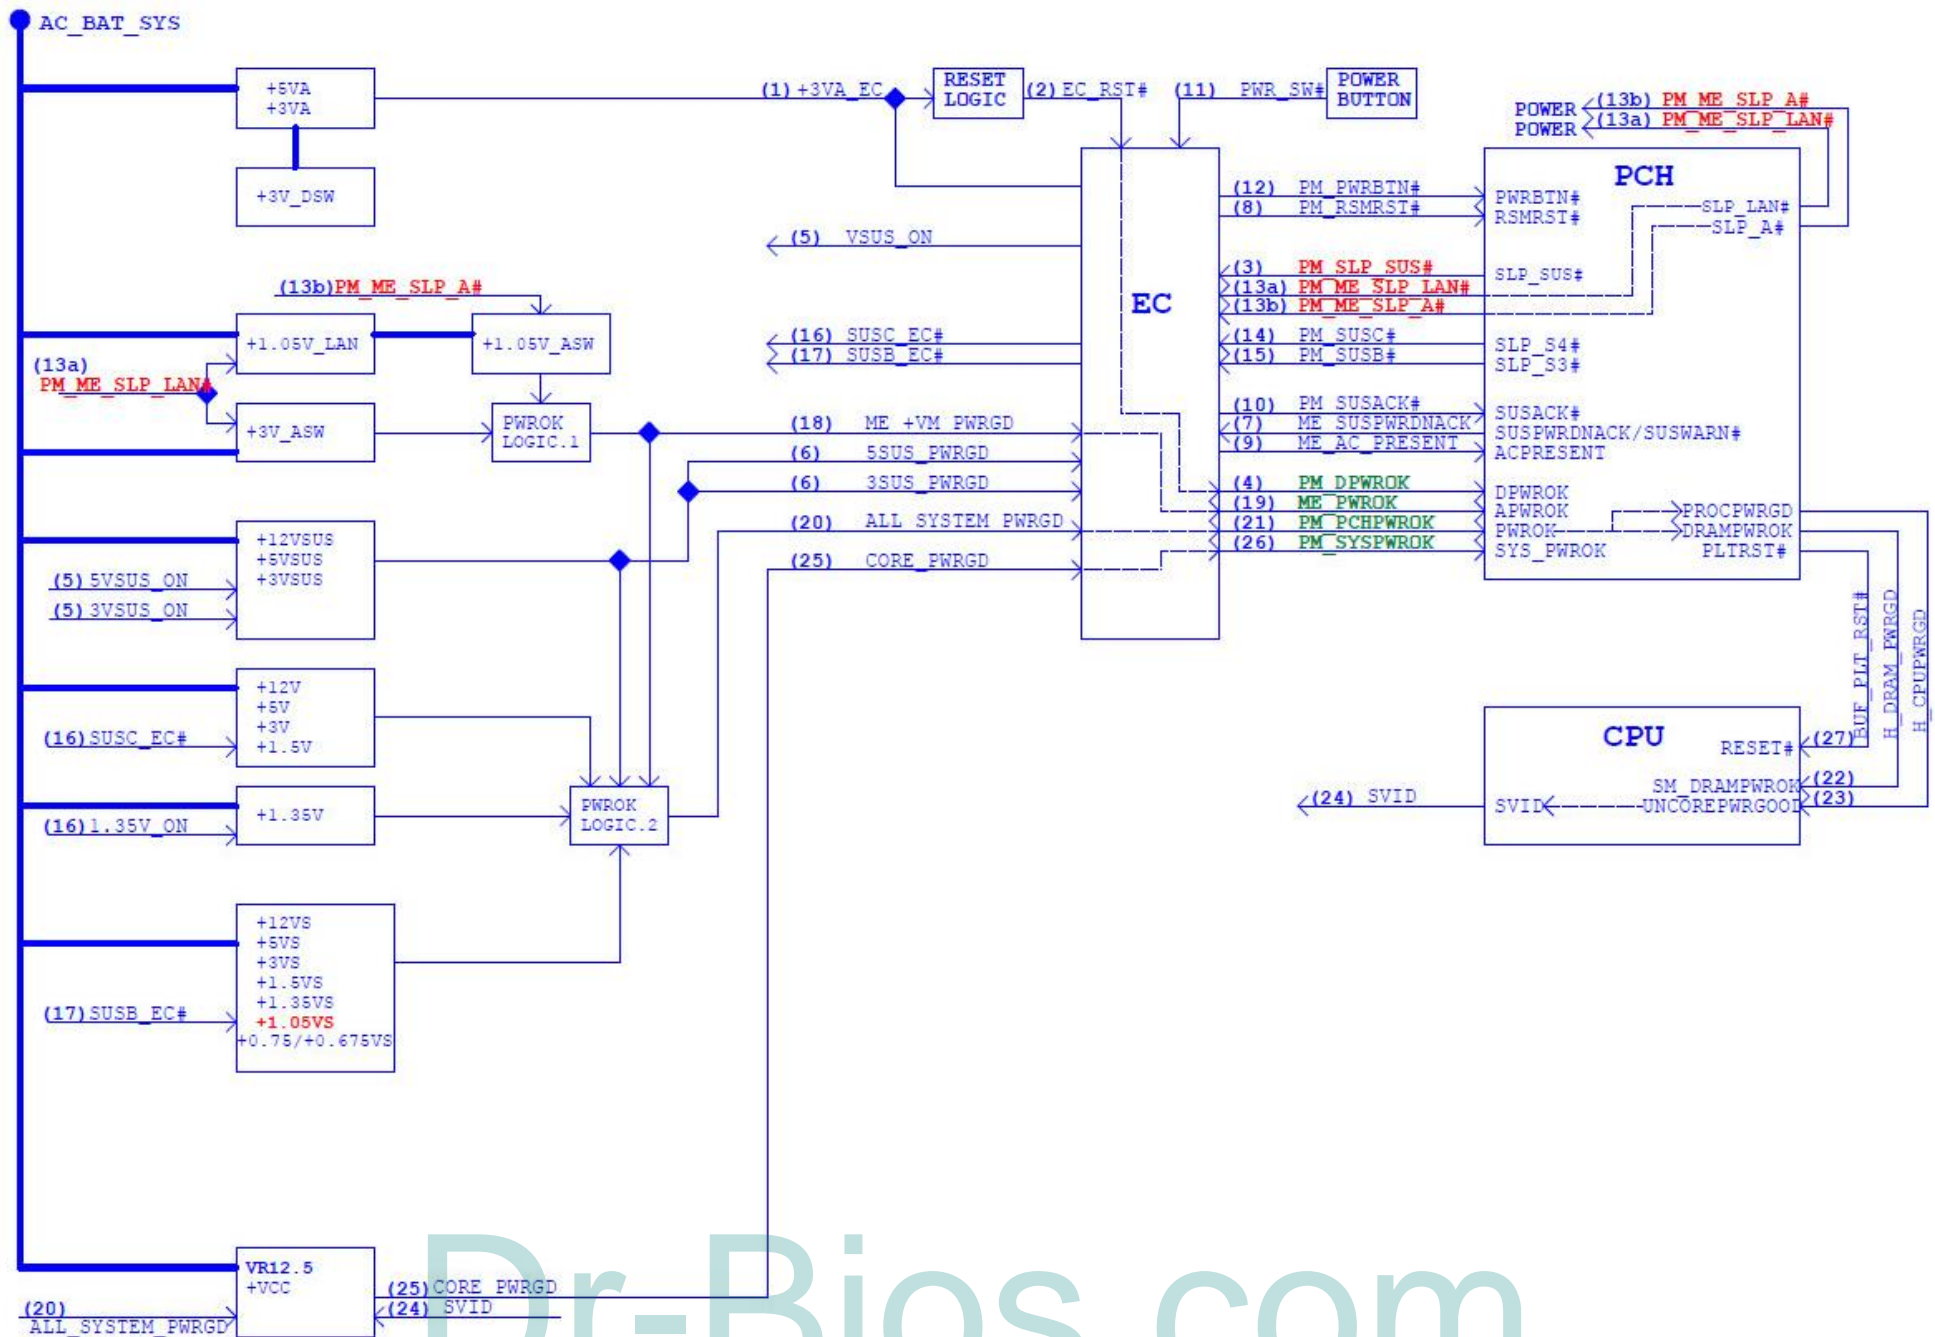 AC_BAT_SYS
+5VA
+3VA
+3V_DSW
(1) +3VA_EC
RESET
LOGIC
(2) EC_RST#
(11) PWR_SW#
POWER
BUTTON
POWER (13b) PM_ME_SLP_A#
POWER (13a) PM_ME_SLP_LAN#
EC
PCH
(12) PM_PWRBTN# PWRBTN#
(8) PM_RSMRST# RSMRST#
SLP_LAN#
SLP_A#
(5) VSUS_ON
(3) PM_SLP_SUS# SLP_SUS#
(13a) PM_ME_SLP_LAN#
(13b) PM_ME_SLP_A#
(16) SUSC_EC#
(17) SUSB_EC#
(14) PM_SUSC# SLP_S4#
(15) PM_SUSB# SLP_S3#
(10) PM_SUSACK# SUSACK#
(7) ME_SUSPWRDNACK SUSPWRDNACK/SUSWARN#
(9) ME_AC_PRESENT ACPRESENT
(4) PM_DPWROK DPWROK
(19) ME_PWROK APWROK
(21) PM_PCHPWROK PWROK
(26) PM_SYSPWROK SYS_PWROK
PROCPWRGD
DRAMPWROK
PLTRST#
(18) ME_+VM_PWRGD
(6) 5SUS_PWRGD
(6) 3SUS_PWRGD
(20) ALL_SYSTEM_PWRGD
(25) CORE_PWRGD
(13b) PM_ME_SLP_A#
+1.05V_LAN
+1.05V_ASW
(13a)
PM_ME_SLP_LAN#
+3V_ASW
PWROK
LOGIC.1
+12VSUS
+5VSUS
+3VSUS
(5) 5VSUS_ON
(5) 3VSUS_ON
+12V
+5V
+3V
+1.5V
(16) SUSC_EC#
+1.35V
(16) 1.35V_ON
PWROK
LOGIC.2
+12VS
+5VS
+3VS
+1.5VS
+1.35VS
+1.05VS
+0.75/+0.675VS
(17) SUSB_EC#
BUF_PLT_RST#
H_DRAM_PWRGD
H_CPUPWRGD
CPU
RESET# (27)
SM_DRAMPWROK (22)
UNCOREPWRGOOD (23)
SVID
(24) SVID
VR12.5
+VCC
(25) CORE_PWRGD
(24) SVID
(20)
ALL_SYSTEM_PWRGD
Dr-Bios.com